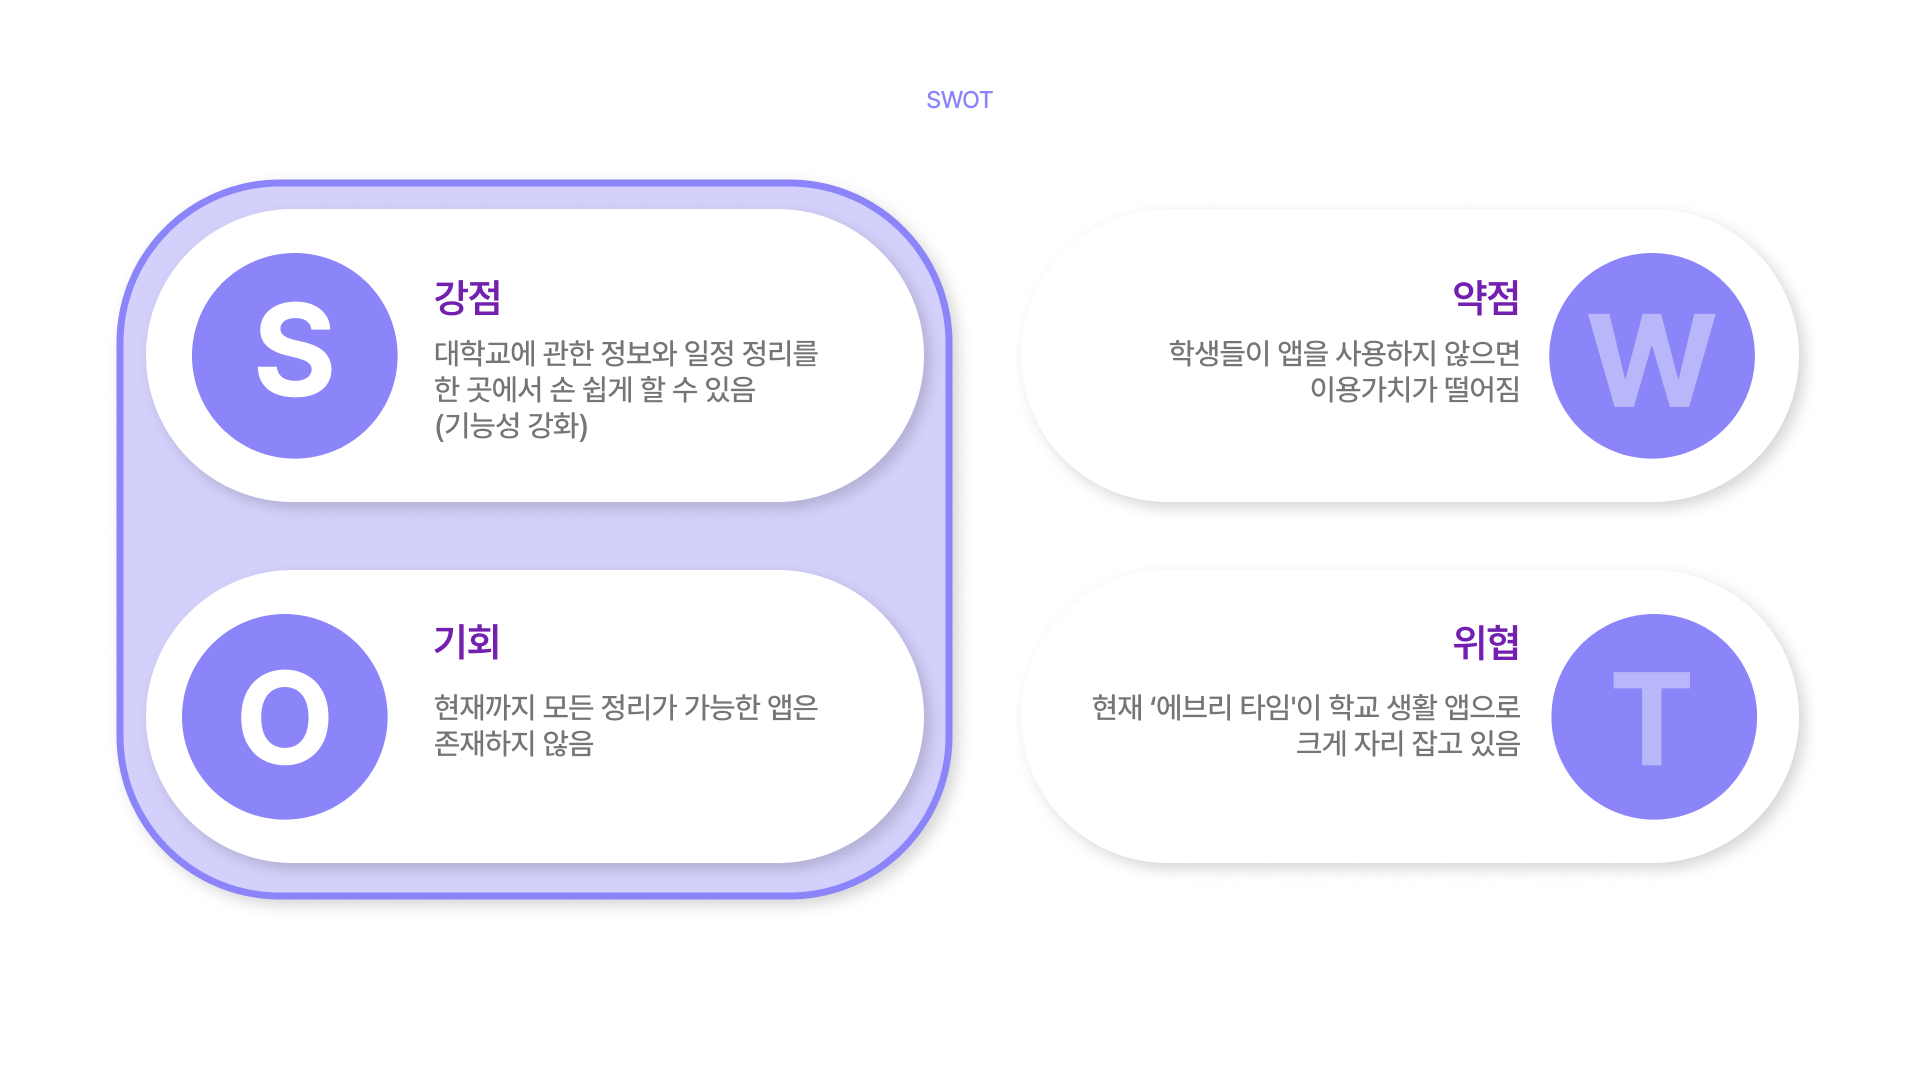 SWOT
S
강점
대학교에 관한 정보와 일정 정리를
한 곳에서 손 쉽게 할 수 있음
(기능성 강화)
약점
학생들이 앱을 사용하지 않으면
이용가치가 떨어짐
W
O
기회
현재까지 모든 정리가 가능한 앱은
존재하지 않음
위협
현재 ‘에브리 타임'이 학교 생활 앱으로
크게 자리 잡고 있음
T